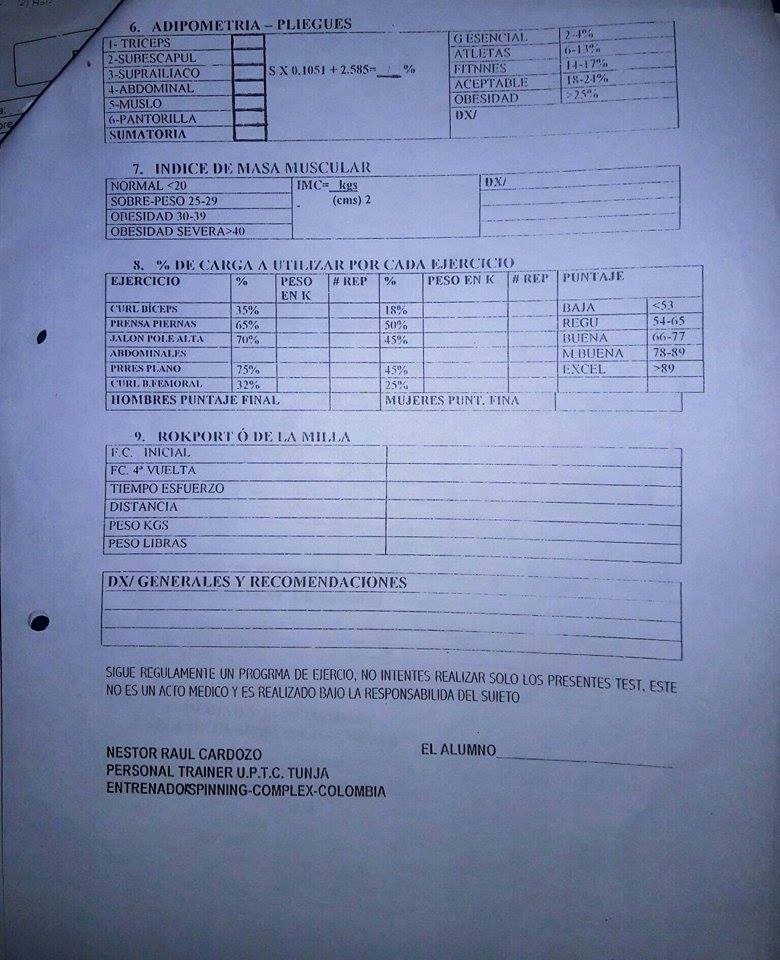 6. ADIPOMETRIA – PLIEGUES
1- TRICEPS
2-SUBESCAPUL
3-SUPRAILIACO
4-ABDOMINAL
5-MUSLO
6-PANTORILLA
SUMATORIA
S X 0.1051 + 2.585=___%
G ESENCIAL 2-4%
ATLETAS 6-13%
FITNNES 14-17%
ACEPTABLE 18-24%
OBESIDAD >25%
DX/
7. INDICE DE MASA MUSCULAR
NORMAL <20
SOBRE-PESO 25-29
OBESIDAD 30-39
OBESIDAD SEVERA>40
IMC= kgs
(cms) 2
DX/
8. % DE CARGA A UTILIZAR POR CADA EJERCICIO
EJERCICIO % PESO EN K # REP % PESO EN K # REP PUNTAJE
CURL BÍCEPS 35% 18% BAJA <53
PRENSA PIERNAS 65% 50% REGU 54-65
JALON POLE ALTA 70% 45% BUENA 66-77
ABDOMINALES M.BUENA 78-89
PRRES PLANO 75% 45% EXCEL >89
CURL B.FEMORAL 32% 25%
HOMBRES PUNTAJE FINAL MUJERES PUNT. FINA
9. ROKPORT Ó DE LA MILLA
F.C. INICIAL
FC. 4ª VUELTA
TIEMPO ESFUERZO
DISTANCIA
PESO KGS
PESO LIBRAS
DX/ GENERALES Y RECOMENDACIONES
SIGUE REGULAMENTE UN PROGRMA DE EJERCIO, NO INTENTES REALIZAR SOLO LOS PRESENTES TEST, ESTE
NO ES UN ACTO MEDICO Y ES REALIZADO BAJO LA RESPONSABILIDA DEL SUJETO
NESTOR RAUL CARDOZO
PERSONAL TRAINER U.P.T.C. TUNJA
ENTRENADOR/SPINNING-COMPLEX-COLOMBIA
EL ALUMNO